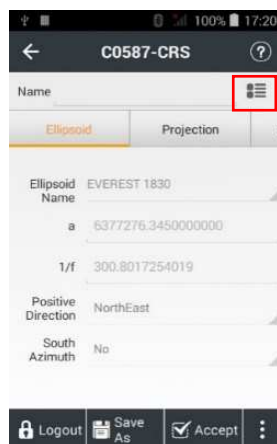 100% 17:20
C0587-CRS
Name
Ellipsoid Projection
Ellipsoid Name EVEREST 1830
a 6377276.3450000000
1/f 300.8017254019
Positive Direction NorthEast
South Azimuth No
Logout Save As Accept